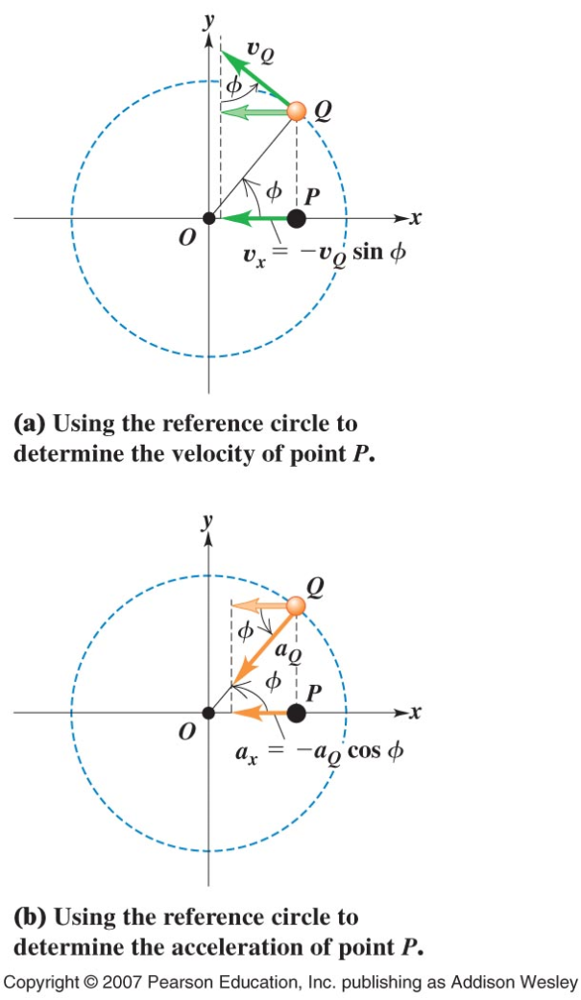 y
v_Q
ϕ
Q
ϕ
P
x
O
v_x = −v_Q sin ϕ
(a) Using the reference circle to
determine the velocity of point P.
y
Q
ϕ
a_Q
ϕ
P
x
O
a_x = −a_Q cos ϕ
(b) Using the reference circle to
determine the acceleration of point P.
Copyright © 2007 Pearson Education, Inc. publishing as Addison Wesley